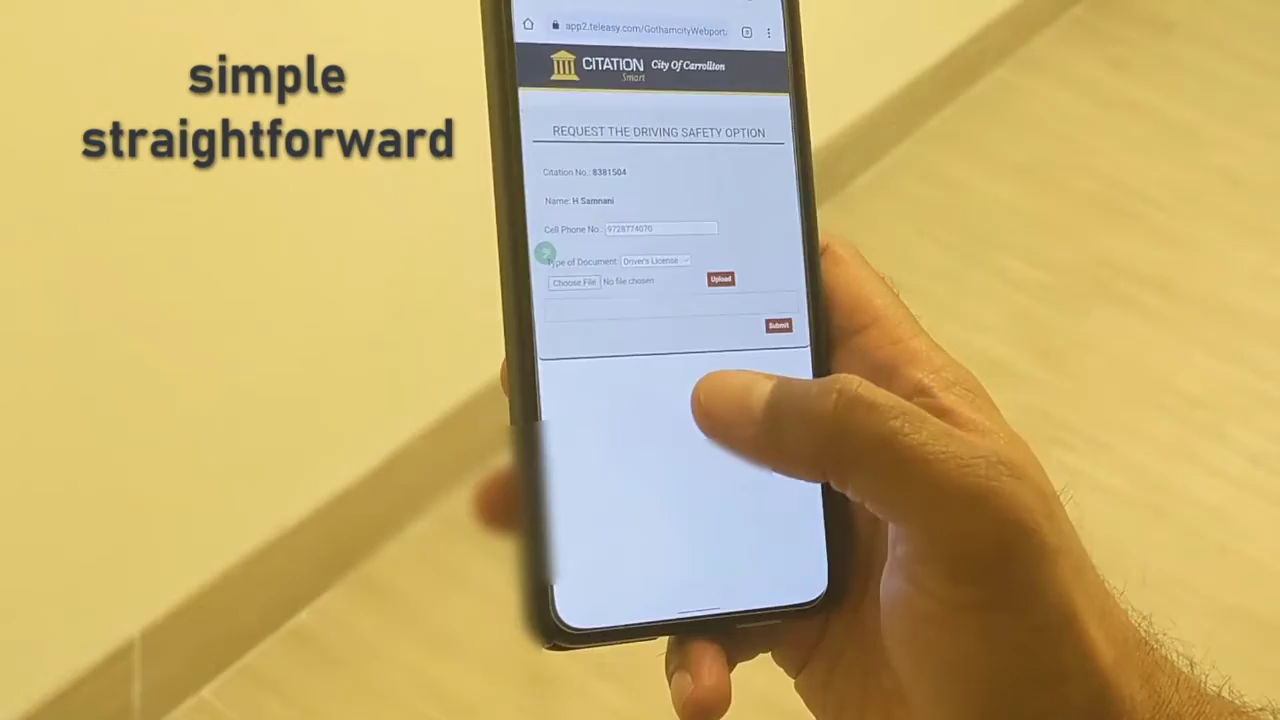 simple
straightforward
app2.teleasy.com/GothamcityWebport
CITATION
Smart
City Of Carrollton
REQUEST THE DRIVING SAFETY OPTION
Citation No.: 8381504
Name: H Samnani
Cell Phone No.: 9728774070
Type of Document: Driver's License
Choose File No file chosen
Upload
Submit